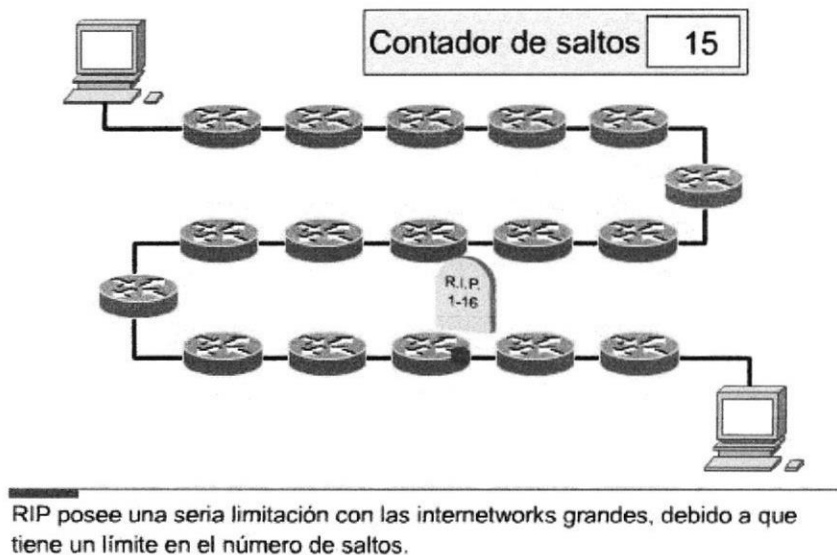 Contador de saltos 15
R.I.P.
1-16
RIP posee una seria limitación con las internetworks grandes, debido a que
tiene un límite en el número de saltos.